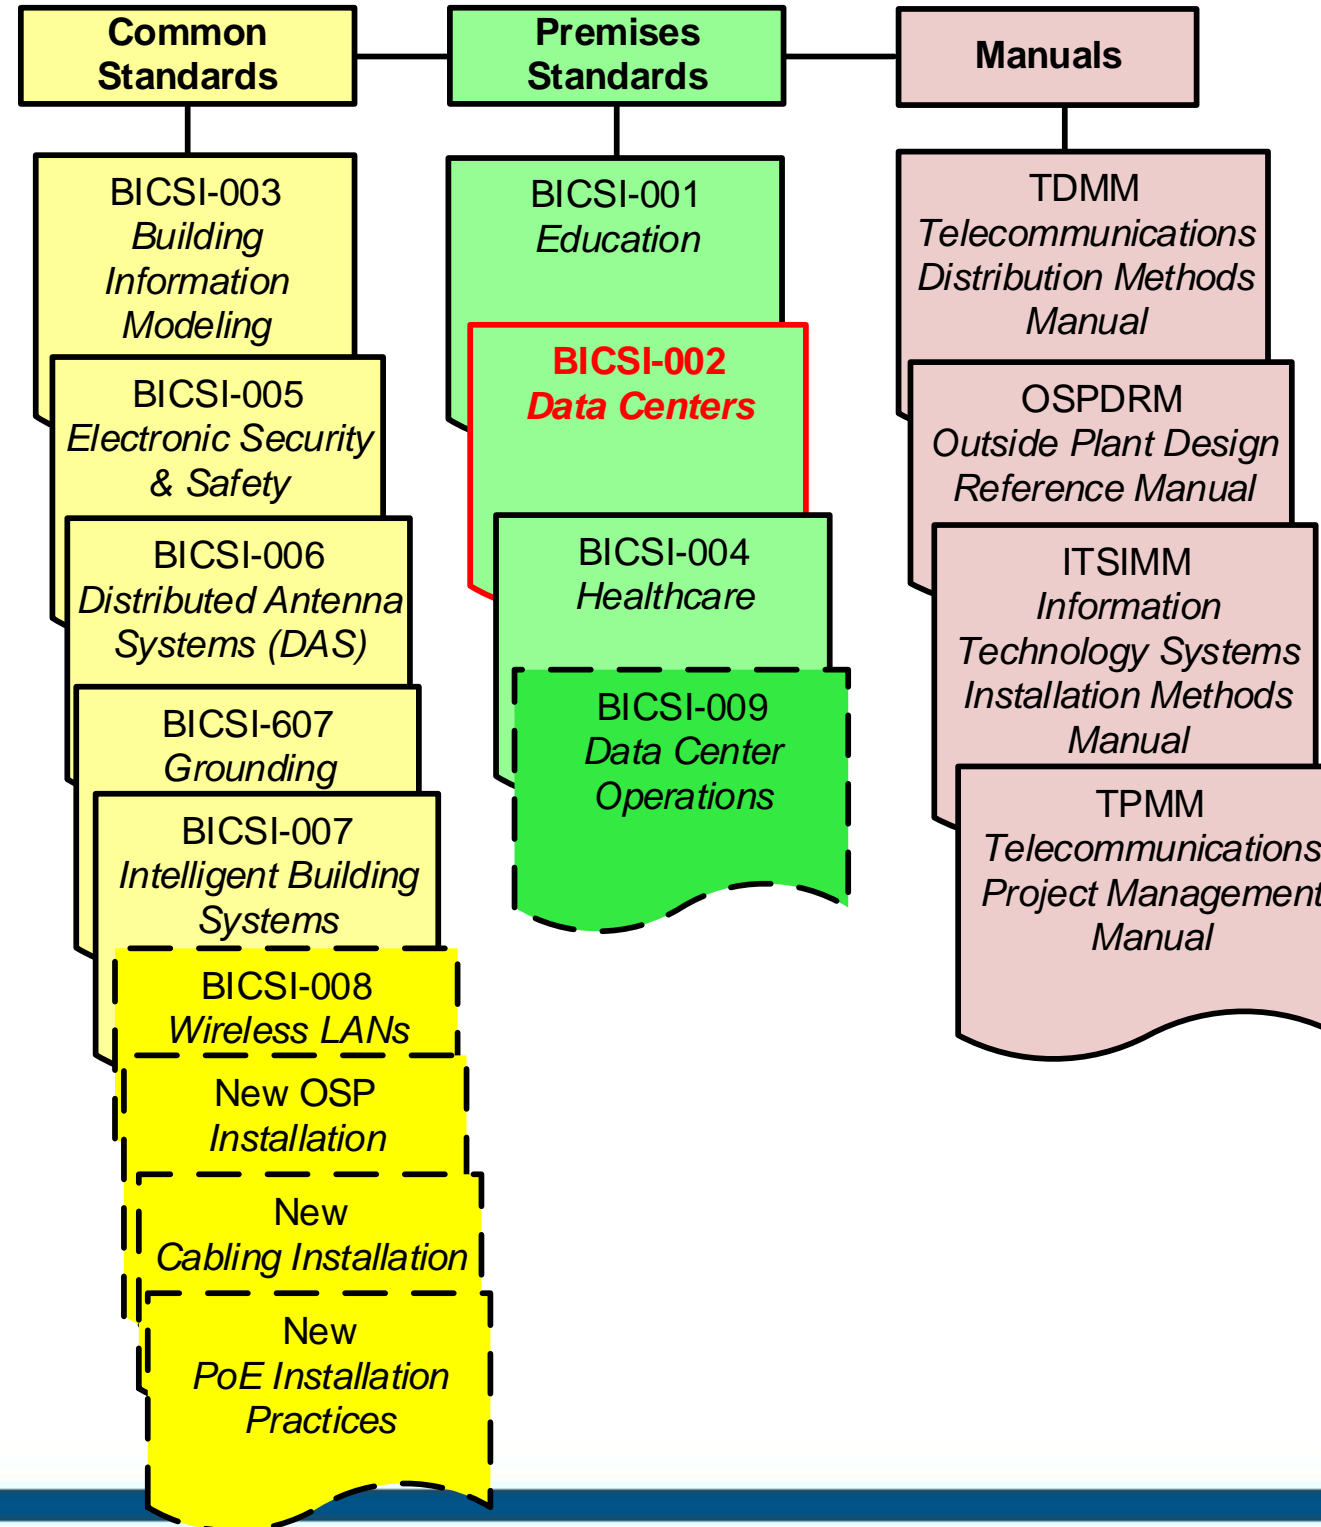 Common
Standards
Premises
Standards
Manuals
BICSI-003
Building
Information
Modeling
BICSI-005
Electronic Security
& Safety
BICSI-006
Distributed Antenna
Systems (DAS)
BICSI-607
Grounding
BICSI-007
Intelligent Building
Systems
BICSI-008
Wireless LANs
New OSP
Installation
New
Cabling Installation
New
PoE Installation
Practices
BICSI-001
Education
BICSI-002
Data Centers
BICSI-004
Healthcare
BICSI-009
Data Center
Operations
TDMM
Telecommunications
Distribution Methods
Manual
OSPDRM
Outside Plant Design
Reference Manual
ITSIMM
Information
Technology Systems
Installation Methods
Manual
TPMM
Telecommunications
Project Management
Manual